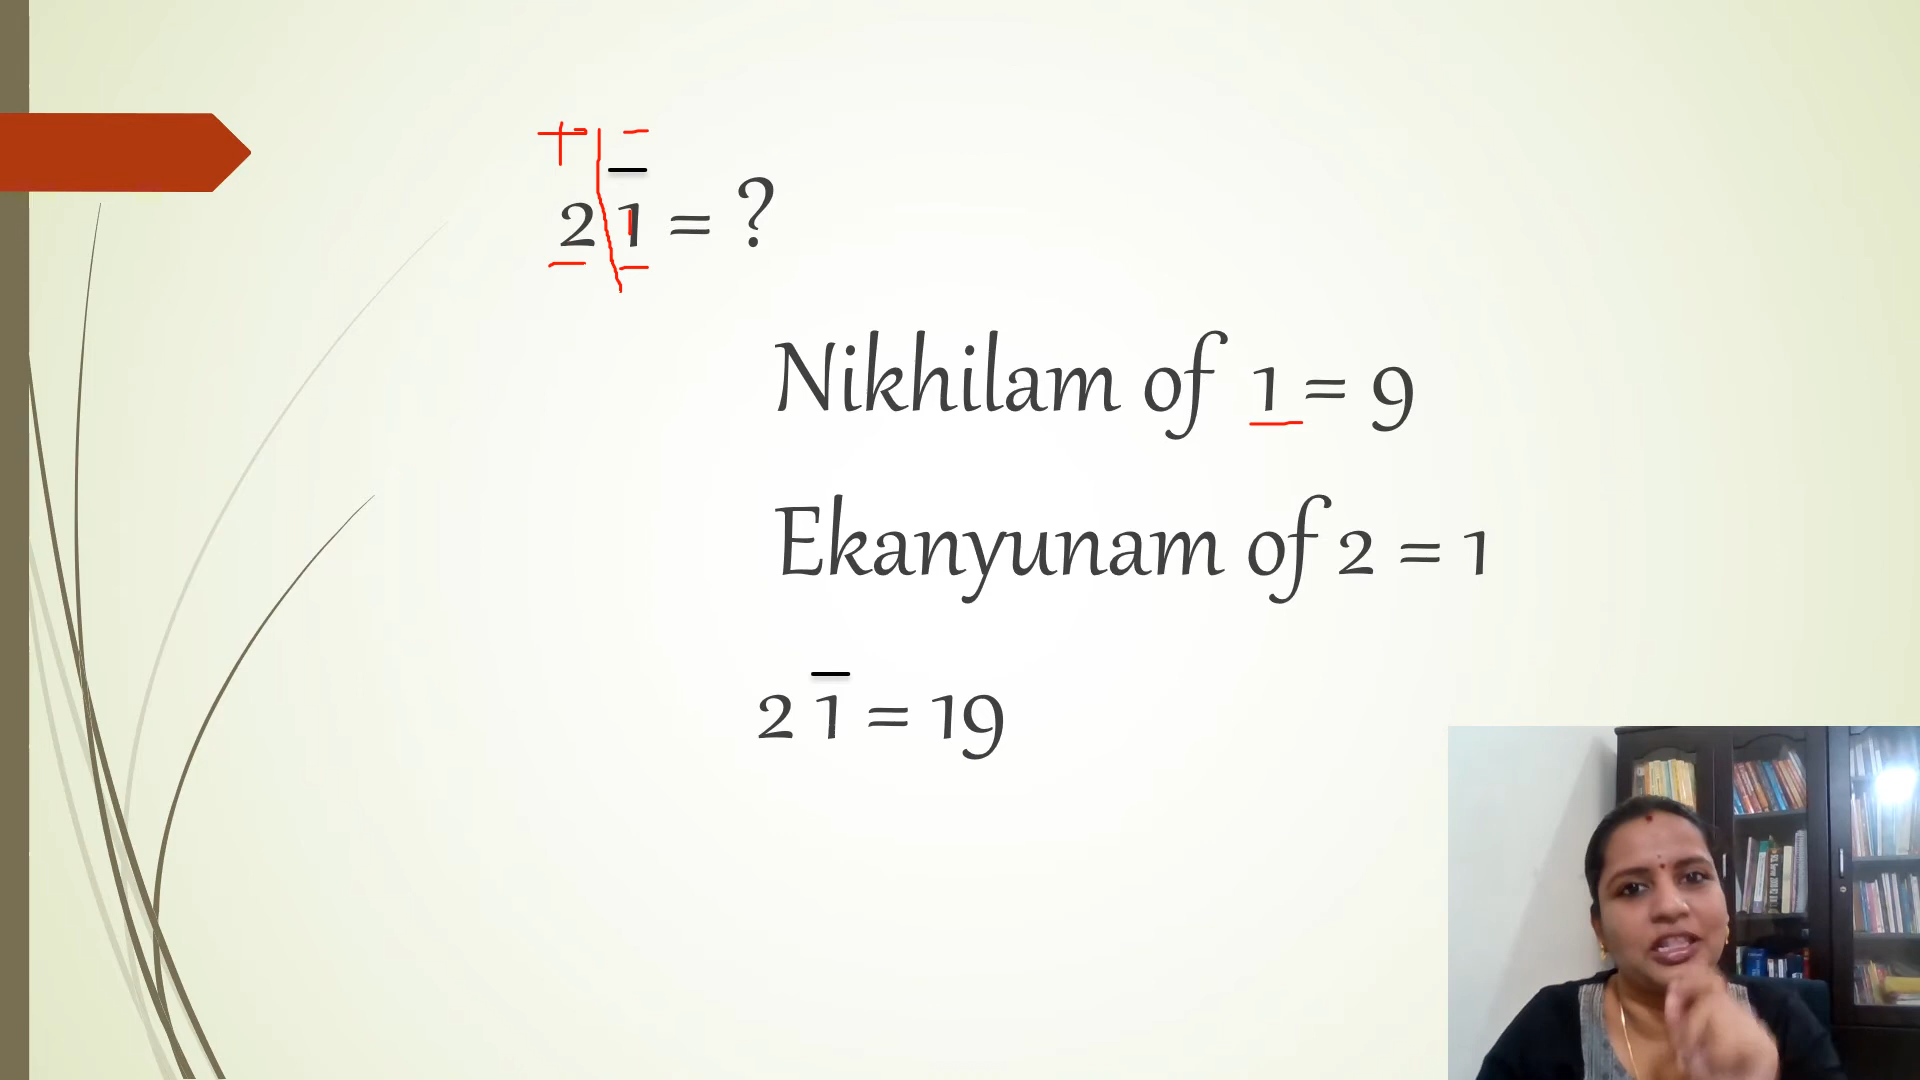 + -
2 1̅ = ?
Nikhilam of 1 = 9
Ekanyunam of 2 = 1
2 1̅ = 19